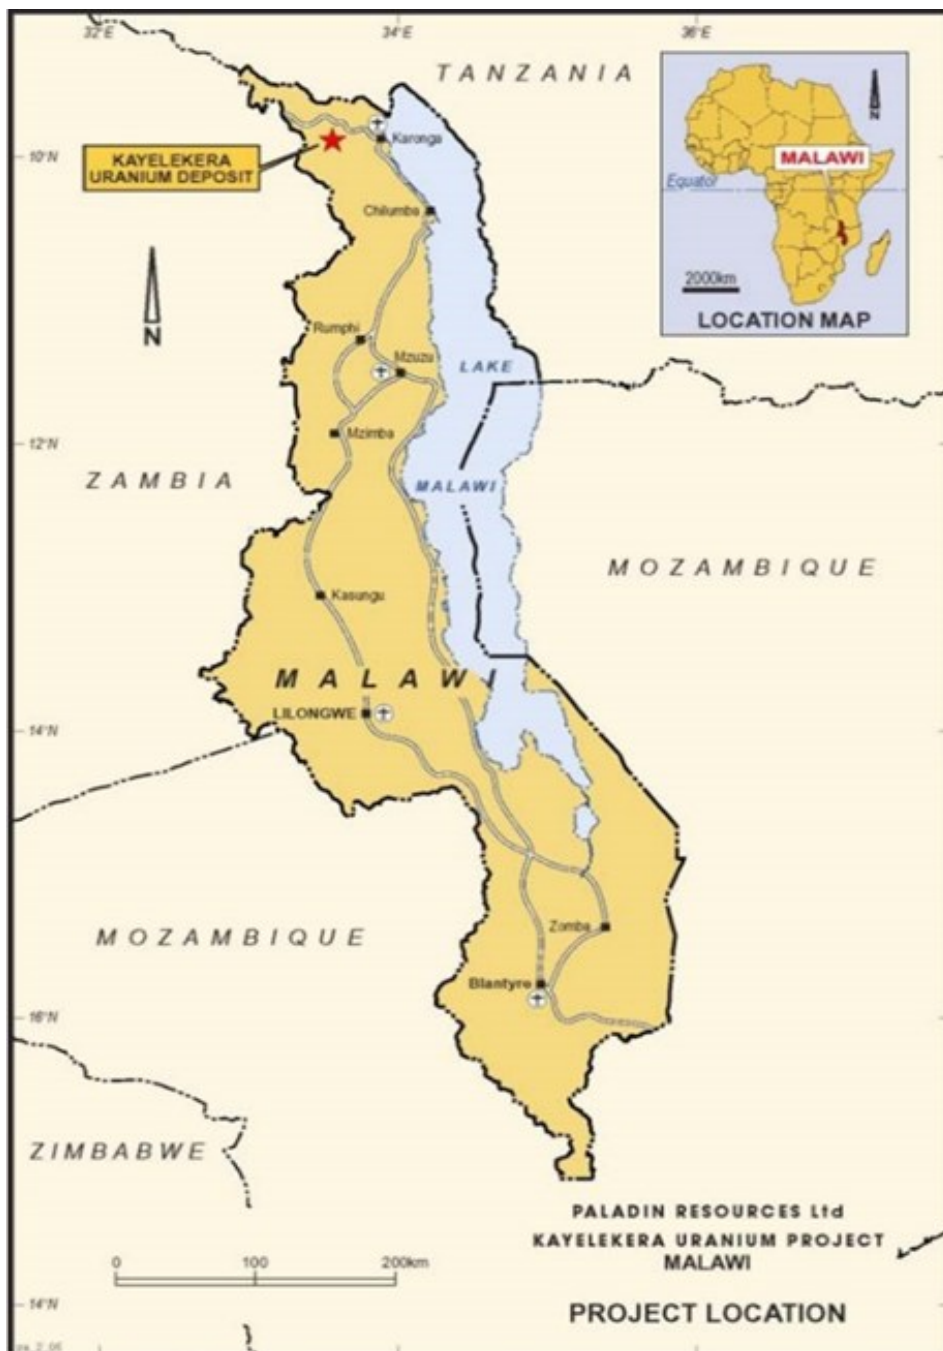 32°E
34°E
36°E
TANZANIA
Karonga
10°N
KAYELEKERA
URANIUM DEPOSIT
Chilumba
N
Rumphi
Mzuzu
LAKE
12°N
Mzimba
ZAMBIA
MALAWI
MOZAMBIQUE
Kasungu
MALAWI
LILONGWE
14°N
MOZAMBIQUE
Zomba
Blantyre
16°N
ZIMBABWE
0 100 200km
14°N
N
MALAWI
Equator
2000km
LOCATION MAP
PALADIN RESOURCES Ltd
KAYELEKERA URANIUM PROJECT
MALAWI
PROJECT LOCATION